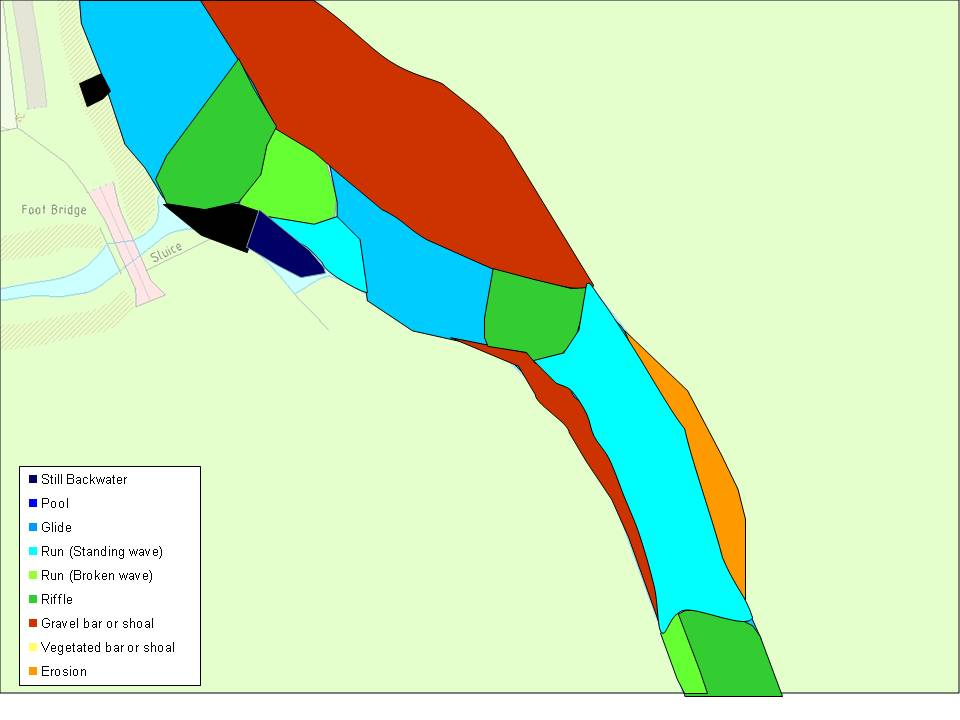 Foot Bridge
Sluice
Still Backwater
Pool
Glide
Run (Standing wave)
Run (Broken wave)
Riffle
Gravel bar or shoal
Vegetated bar or shoal
Erosion